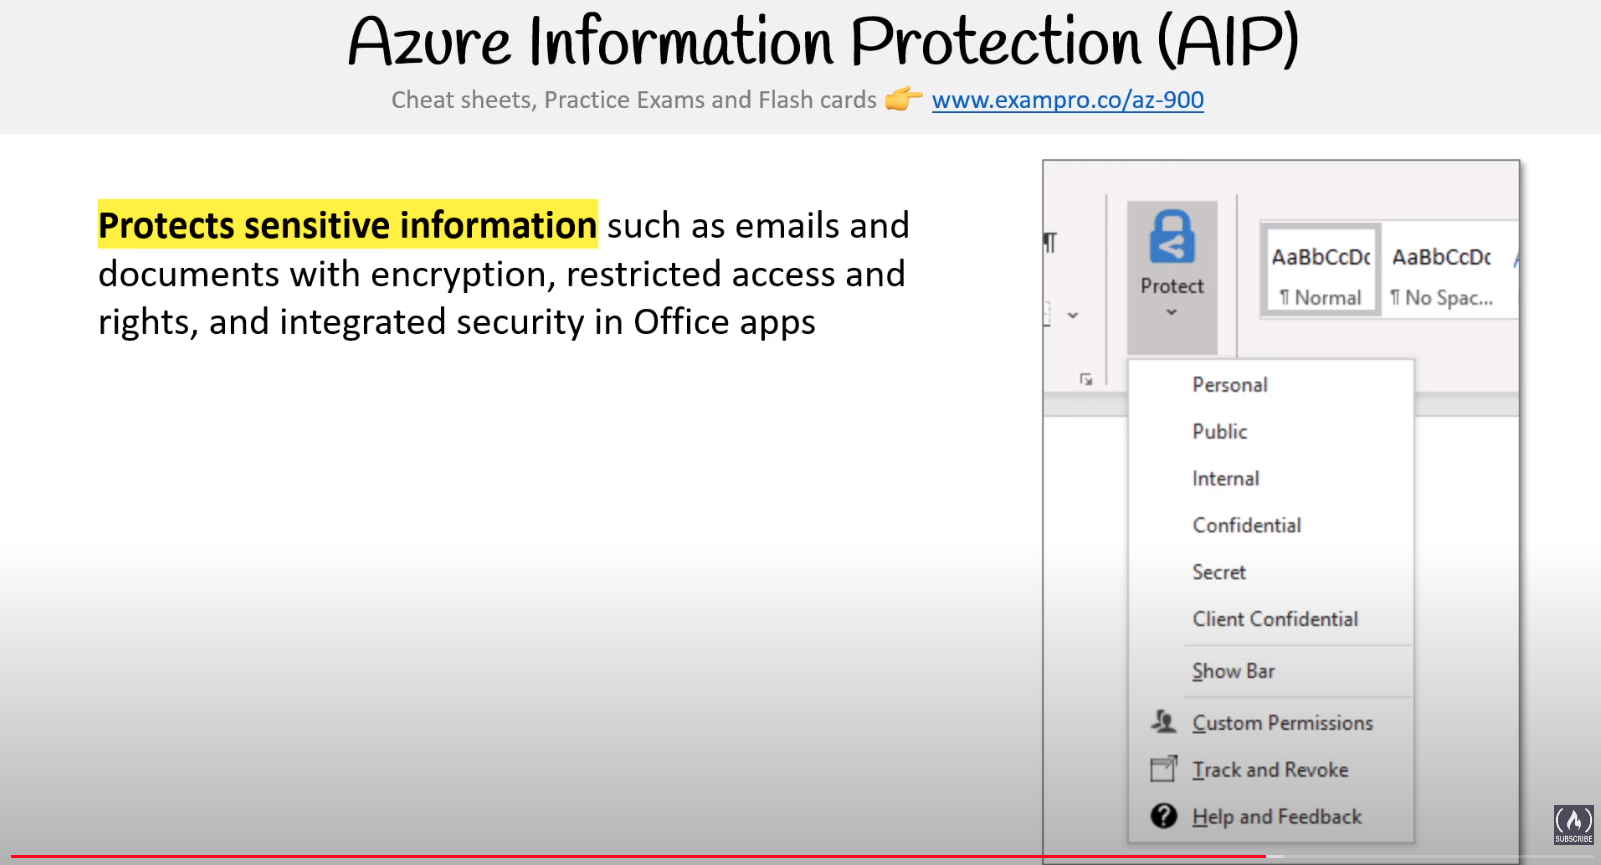 Azure Information Protection (AIP)
Cheat sheets, Practice Exams and Flash cards 👉 www.exampro.co/az-900
Protects sensitive information such as emails and
documents with encryption, restricted access and
rights, and integrated security in Office apps
¶
Protect
AaBbCcDc AaBbCcDc
¶ Normal ¶ No Spac...
Personal
Public
Internal
Confidential
Secret
Client Confidential
Show Bar
Custom Permissions
Track and Revoke
Help and Feedback
SUBSCRIBE